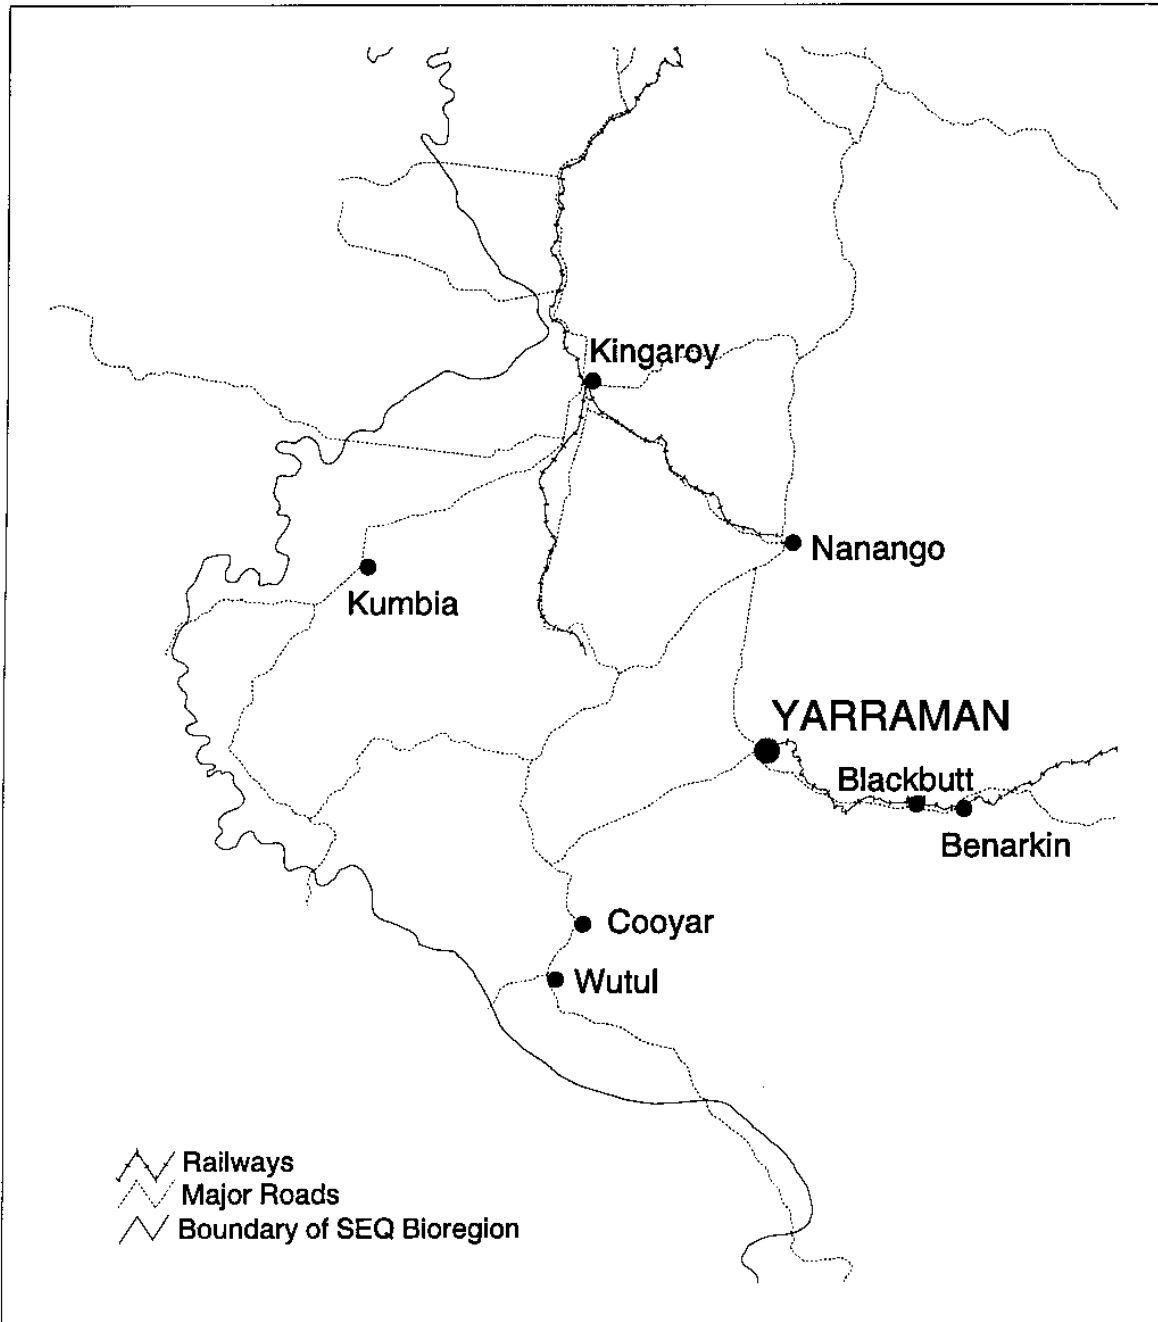 Kingaroy
Nanango
Kumbia
YARRAMAN
Blackbutt
Benarkin
Cooyar
Wutul
Railways
Major Roads
Boundary of SEQ Bioregion